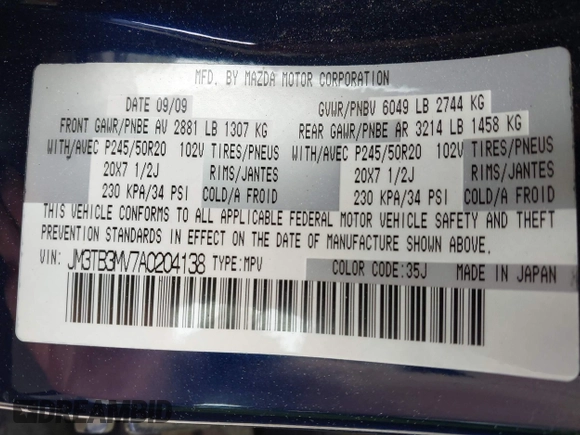 MFD. BY MAZDA MOTOR CORPORATION
DATE 09/09 GVWR/PNBV 6049 LB 2744 KG
FRONT GAWR/PNBE AV 2881 LB 1307 KG REAR GAWR/PNBE AR 3214 LB 1458 KG
WITH/AVEC P245/50R20 102V TIRES/PNEUS WITH/AVEC P245/50R20 102V TIRES/PNEUS
20X7 1/2J RIMS/JANTES 20X7 1/2J RIMS/JANTES
230 KPA/34 PSI COLD/A FROID 230 KPA/34 PSI COLD/A FROID
THIS VEHICLE CONFORMS TO ALL APPLICABLE FEDERAL MOTOR VEHICLE SAFETY AND THEFT
PREVENTION STANDARDS IN EFFECT ON THE DATE OF MANUFACTURE SHOWN ABOVE.
VIN: JM3TB3MV7A0204138 TYPE:MPV COLOR CODE:35J MADE IN JAPAN
DREAMBID